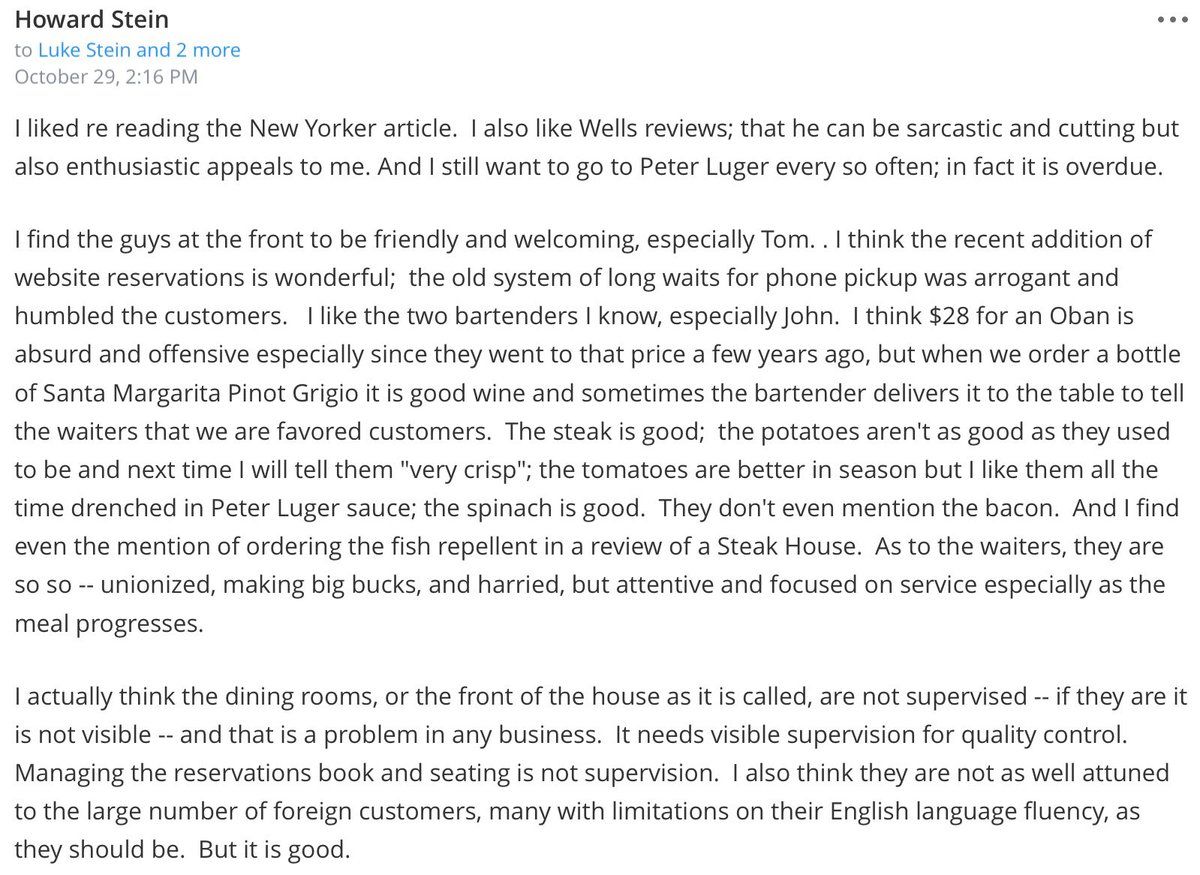 Howard Stein
to Luke Stein and 2 more
October 29, 2:16 PM
I liked re reading the New Yorker article.  I also like Wells reviews; that he can be sarcastic and cutting but
also enthusiastic appeals to me. And I still want to go to Peter Luger every so often; in fact it is overdue.
I find the guys at the front to be friendly and welcoming, especially Tom. . I think the recent addition of
website reservations is wonderful;  the old system of long waits for phone pickup was arrogant and
humbled the customers.   I like the two bartenders I know, especially John.  I think $28 for an Oban is
absurd and offensive especially since they went to that price a few years ago, but when we order a bottle
of Santa Margarita Pinot Grigio it is good wine and sometimes the bartender delivers it to the table to tell
the waiters that we are favored customers.  The steak is good;  the potatoes aren't as good as they used
to be and next time I will tell them "very crisp"; the tomatoes are better in season but I like them all the
time drenched in Peter Luger sauce; the spinach is good.  They don't even mention the bacon.  And I find
even the mention of ordering the fish repellent in a review of a Steak House.  As to the waiters, they are
so so -- unionized, making big bucks, and harried, but attentive and focused on service especially as the
meal progresses.
I actually think the dining rooms, or the front of the house as it is called, are not supervised -- if they are it
is not visible -- and that is a problem in any business.  It needs visible supervision for quality control.
Managing the reservations book and seating is not supervision.  I also think they are not as well attuned
to the large number of foreign customers, many with limitations on their English language fluency, as
they should be.  But it is good.